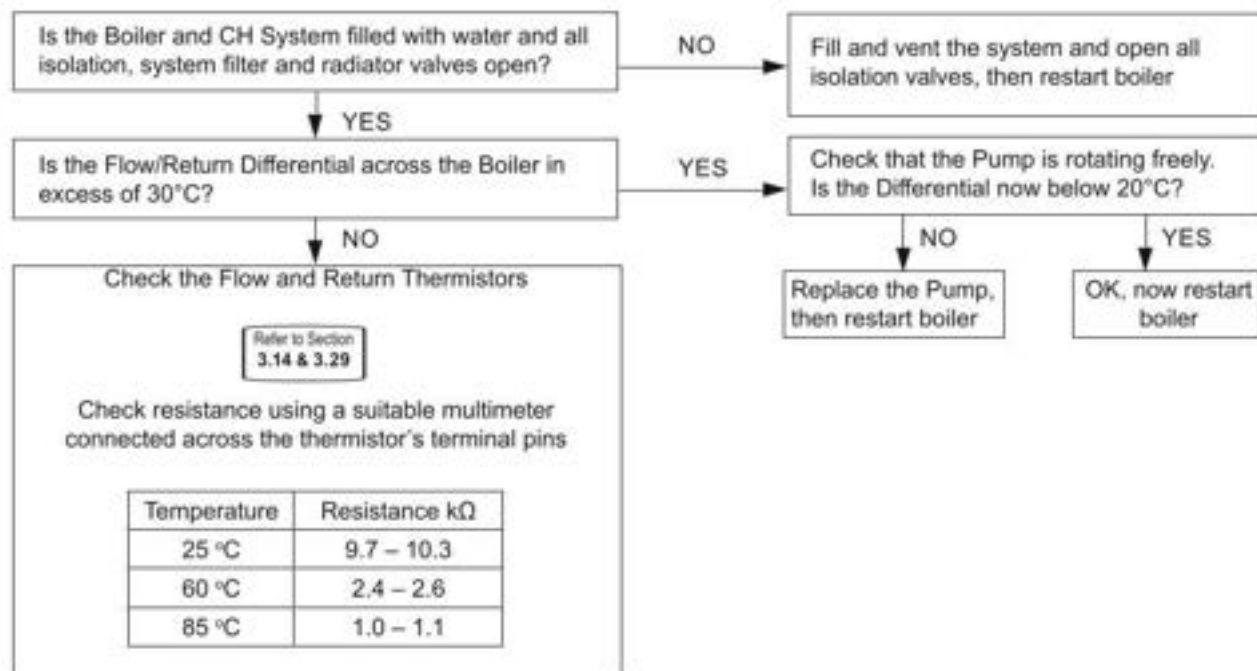 Is the Boiler and CH System filled with water and all
isolation, system filter and radiator valves open?
NO
Fill and vent the system and open all
isolation valves, then restart boiler
YES
Is the Flow/Return Differential across the Boiler in
excess of 30°C?
YES
Check that the Pump is rotating freely.
Is the Differential now below 20°C?
NO
NO
YES
Check the Flow and Return Thermistors
Replace the Pump,
then restart boiler
OK, now restart
boiler
Refer to Section
3.14 & 3.29
Check resistance using a suitable multimeter
connected across the thermistor's terminal pins
Temperature Resistance kΩ
25 °C 9.7 – 10.3
60 °C 2.4 – 2.6
85 °C 1.0 – 1.1